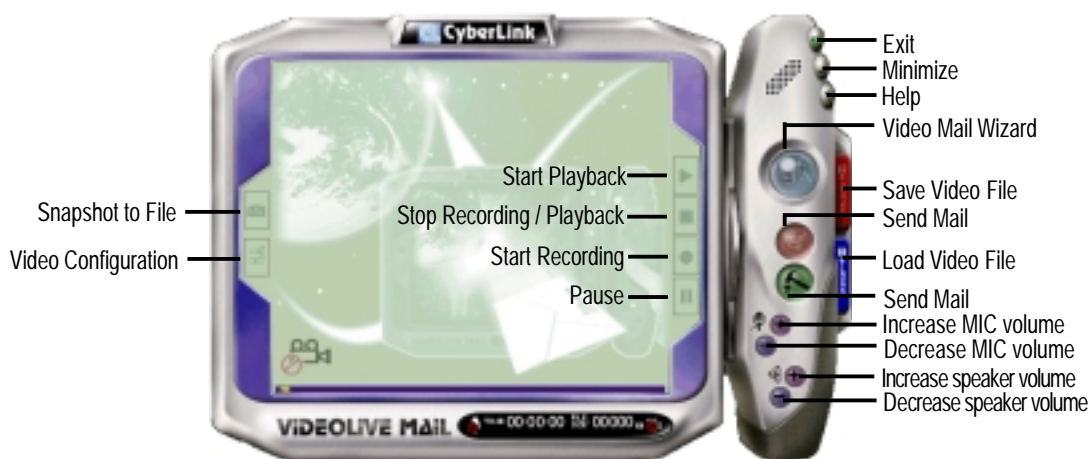 CyberLink
Exit
Minimize
Help
Video Mail Wizard
Start Playback
Save Video File
Snapshot to File
Stop Recording / Playback
Send Mail
Video Configuration
Start Recording
Load Video File
Pause
Send Mail
Increase MIC volume
Decrease MIC volume
Increase speaker volume
Decrease speaker volume
VIDEOLIVE MAIL
00:00:00
00000